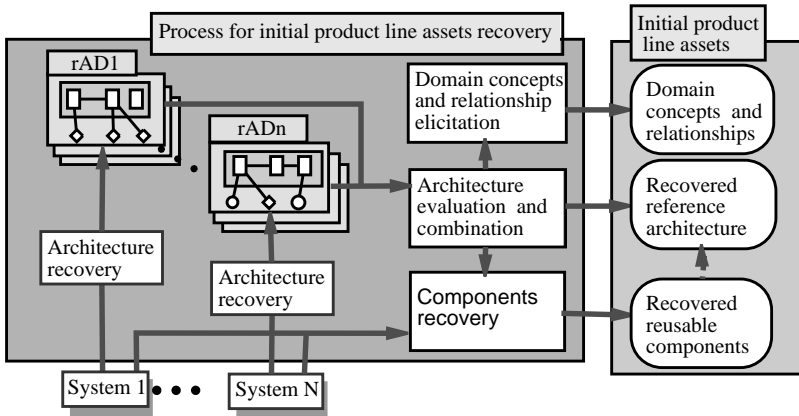 Process for initial product line assets recovery
Initial product
line assets
rAD1
rADn
Domain concepts
and relationship
elicitation
Domain
concepts and
relationships
Architecture
evaluation and
combination
Recovered
reference
architecture
Architecture
recovery
Architecture
recovery
Components
recovery
Recovered
reusable
components
System 1
System N